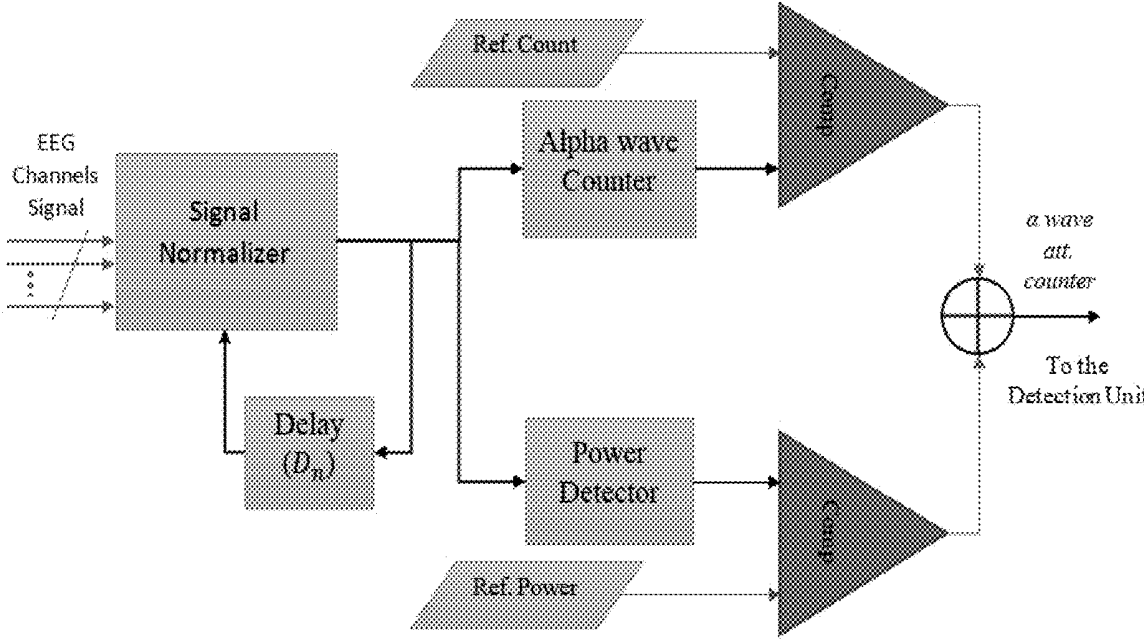 Ref. Count
Comp
EEG
Channels
Signal
Alpha wave
Counter
Signal
Normalizer
a wave
att.
counter
To the
Detection Unit
Delay
(Dₙ)
Power
Detector
Comp
Ref. Power